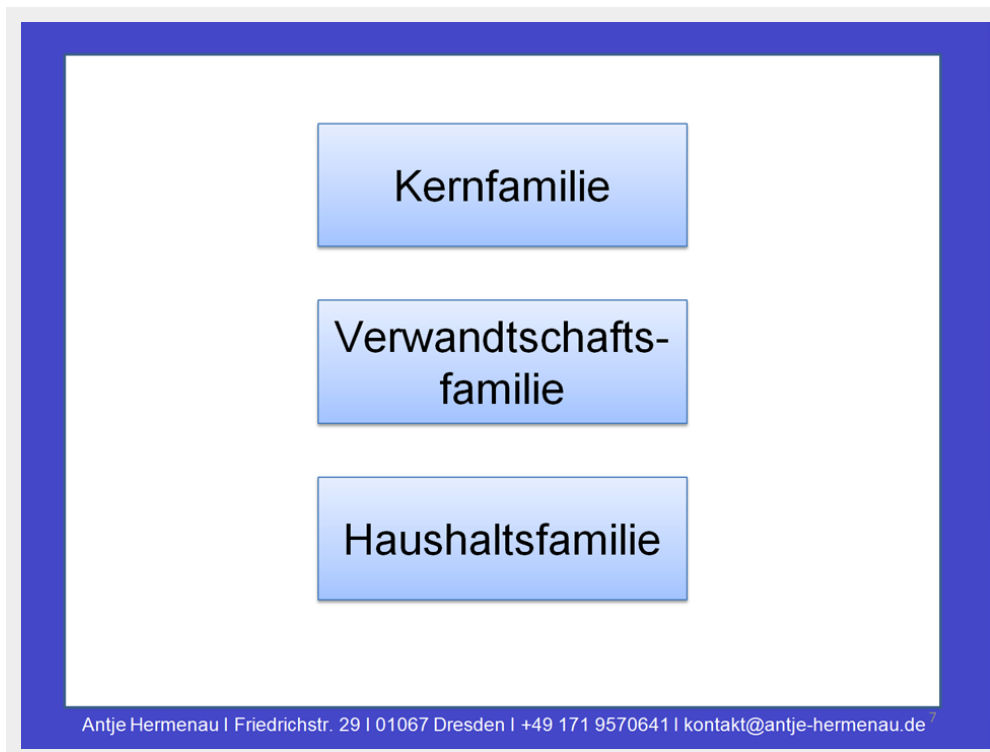 Kernfamilie
Verwandtschafts-
familie
Haushaltsfamilie
Antje Hermenau I Friedrichstr. 29 I 01067 Dresden I +49 171 9570641 I kontakt@antje-hermenau.de 7